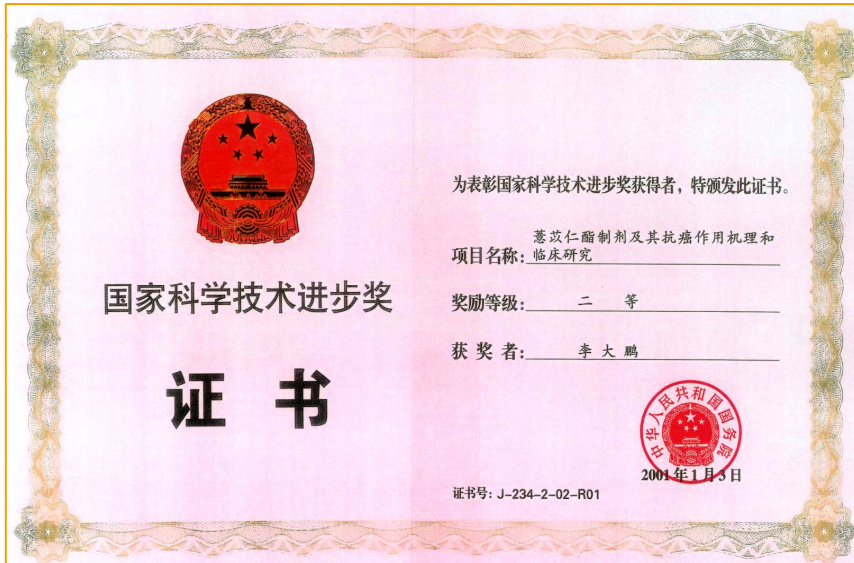 国家科学技术进步奖
证书
为表彰国家科学技术进步奖获得者，特颁发此证书。
项目名称：薏苡仁酯制剂及其抗癌作用机理和
临床研究
奖励等级：二 等
获奖者：李大鹏
中华人民共和国国务院
2001年1月3日
证书号：J-234-2-02-R01